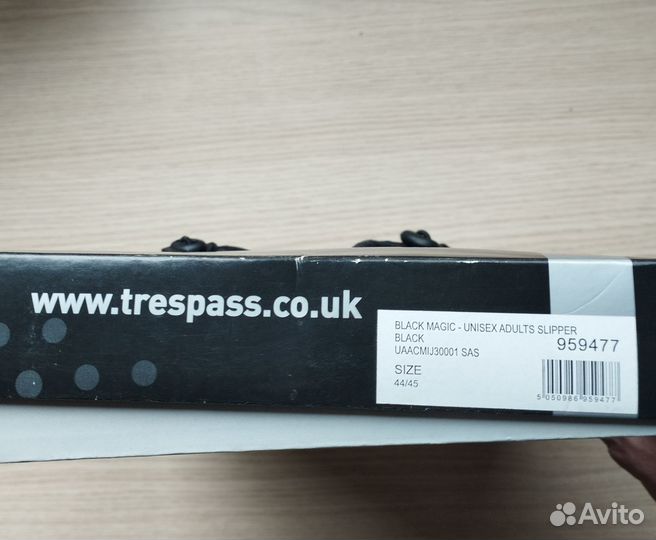 www.trespass.co.uk
BLACK MAGIC - UNISEX ADULTS SLIPPER
BLACK
959477
UAACMIJ30001 SAS
SIZE
44/45
5 050986 959477
Avito